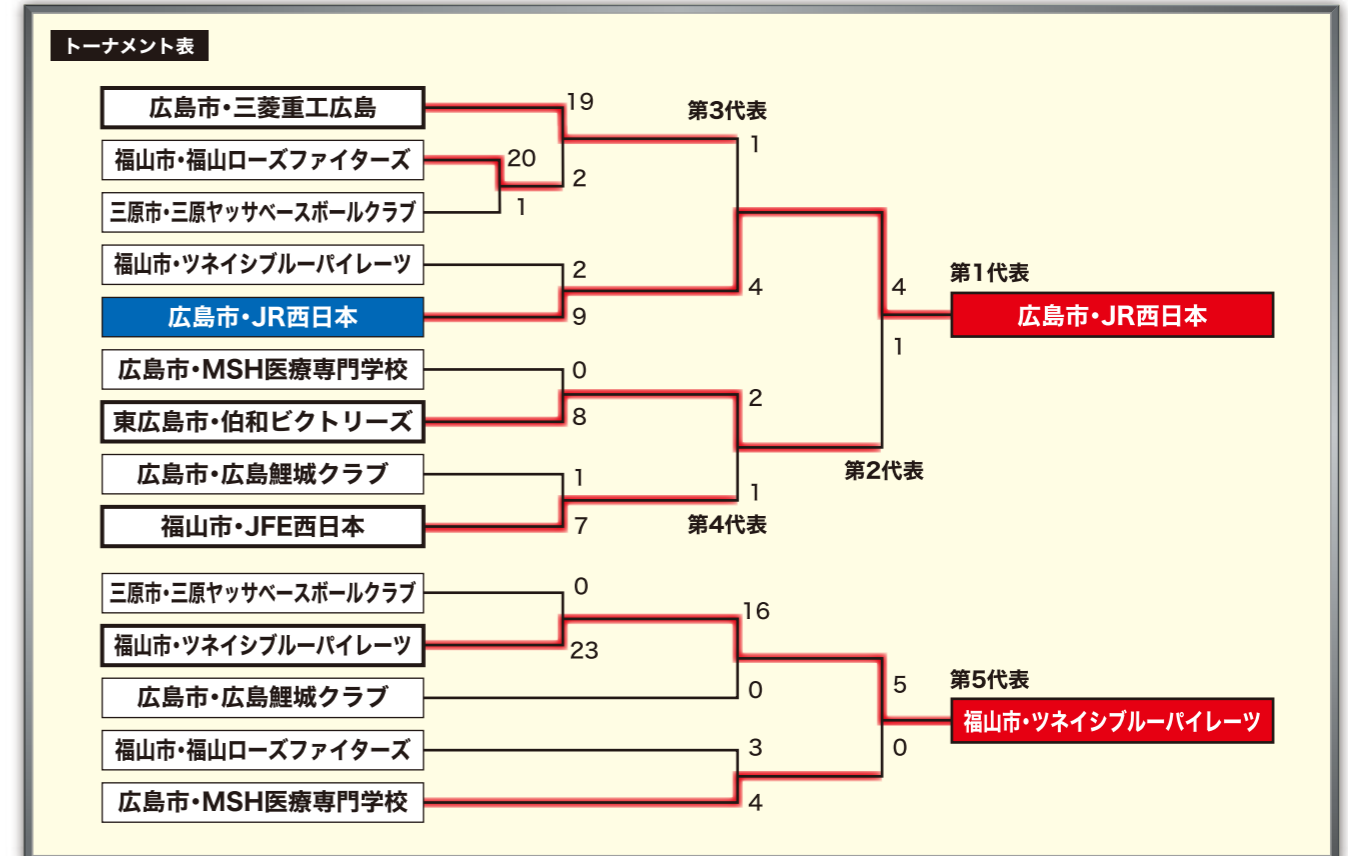 トーナメント表
広島市・三菱重工広島
19
第3代表
1
福山市・福山ローズファイターズ
20
2
三原市・三原ヤッサベースボールクラブ
1
福山市・ツネイシブルーパイレーツ
2
4
4
第1代表
広島市・JR西日本
9
広島市・JR西日本
1
広島市・MSH医療専門学校
0
2
東広島市・伯和ビクトリーズ
8
第2代表
広島市・広島鯉城クラブ
1
1
福山市・JFE西日本
7
第4代表
三原市・三原ヤッサベースボールクラブ
0
16
福山市・ツネイシブルーパイレーツ
23
広島市・広島鯉城クラブ
0
5
第5代表
福山市・ツネイシブルーパイレーツ
福山市・福山ローズファイターズ
3
0
広島市・MSH医療専門学校
4